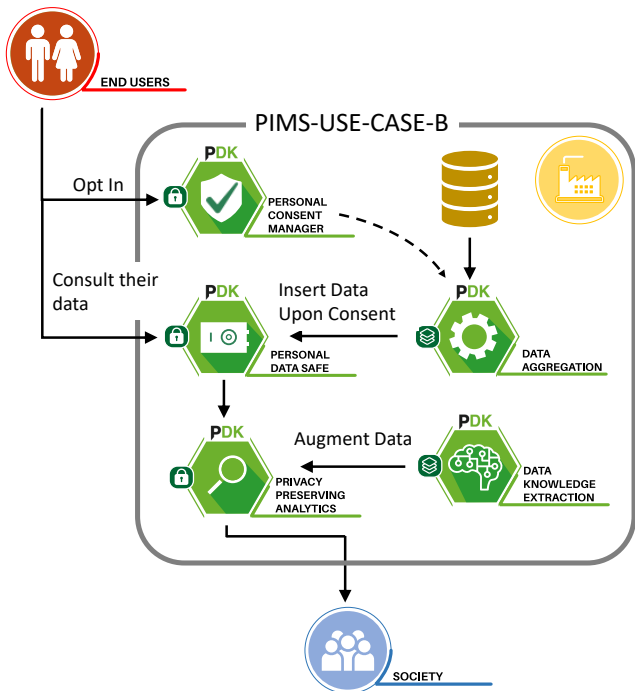 END USERS
PIMS-USE-CASE-B
PDK
Opt In
PERSONAL
CONSENT
MANAGER
Consult their
data
Insert Data
Upon Consent
PDK
PERSONAL
DATA SAFE
PDK
DATA
AGGREGATION
PDK
PRIVACY
PRESERVING
ANALYTICS
Augment Data
PDK
DATA
KNOWLEDGE
EXTRACTION
SOCIETY